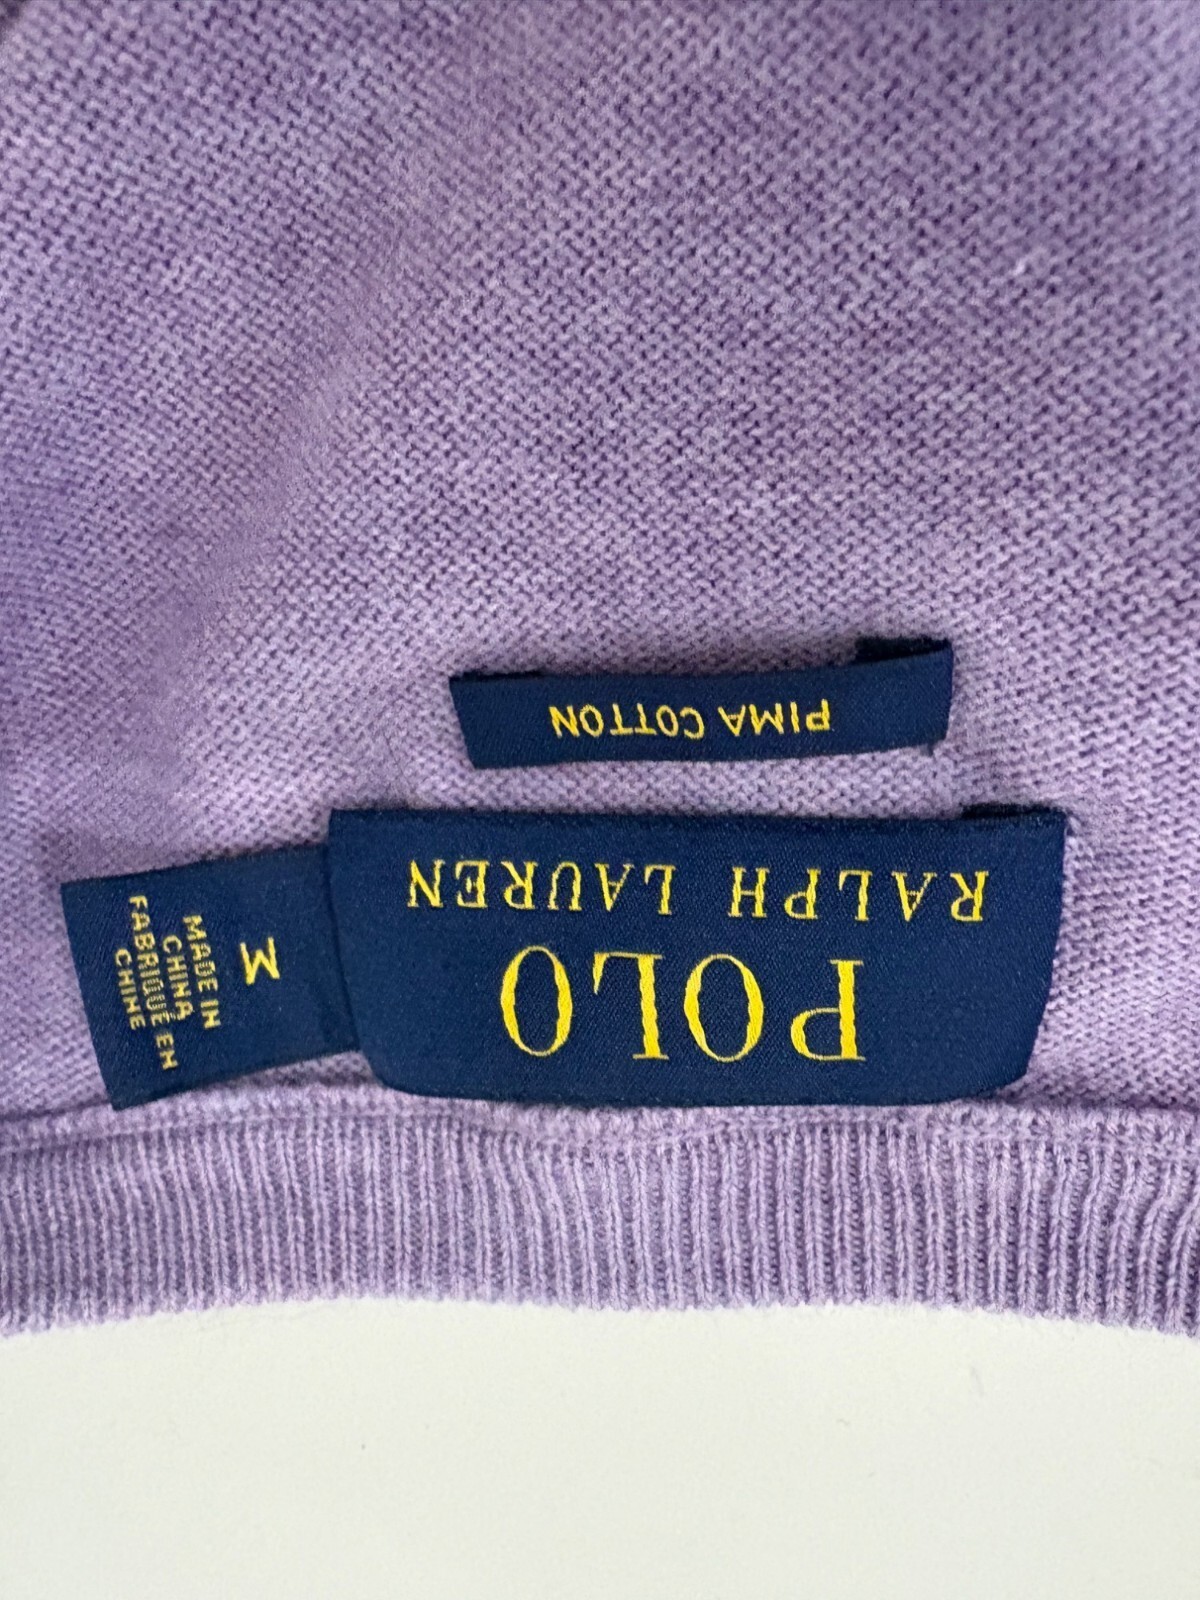 POLO
RALPH LAUREN
PIMA COTTON
M
MADE IN
CHINA
FABRIQUÉ EN
CHINE